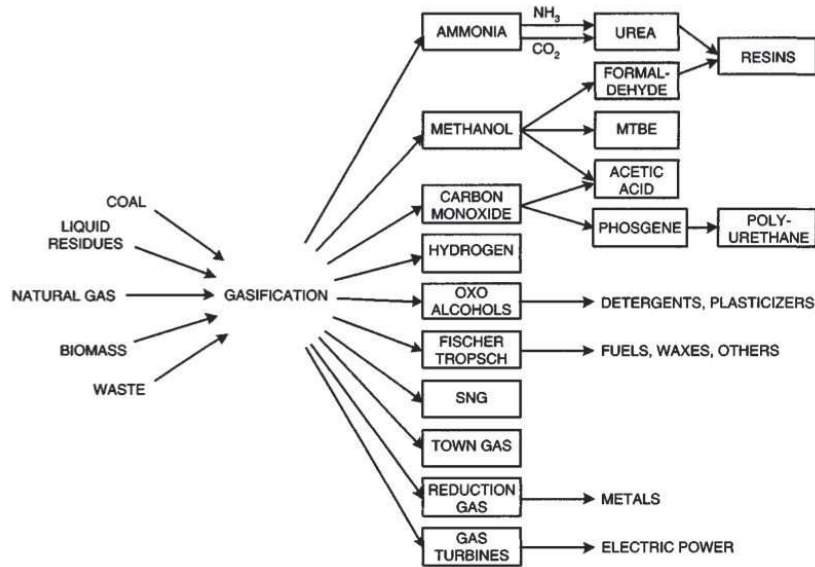 COAL
LIQUID
RESIDUES
NATURAL GAS
BIOMASS
WASTE
GASIFICATION
AMMONIA
NH₃
CO₂
UREA
RESINS
FORMAL-
DEHYDE
METHANOL
MTBE
ACETIC
ACID
CARBON
MONOXIDE
PHOSGENE
POLY-
URETHANE
HYDROGEN
OXO
ALCOHOLS
DETERGENTS, PLASTICIZERS
FISCHER
TROPSCH
FUELS, WAXES, OTHERS
SNG
TOWN GAS
REDUCTION
GAS
METALS
GAS
TURBINES
ELECTRIC POWER